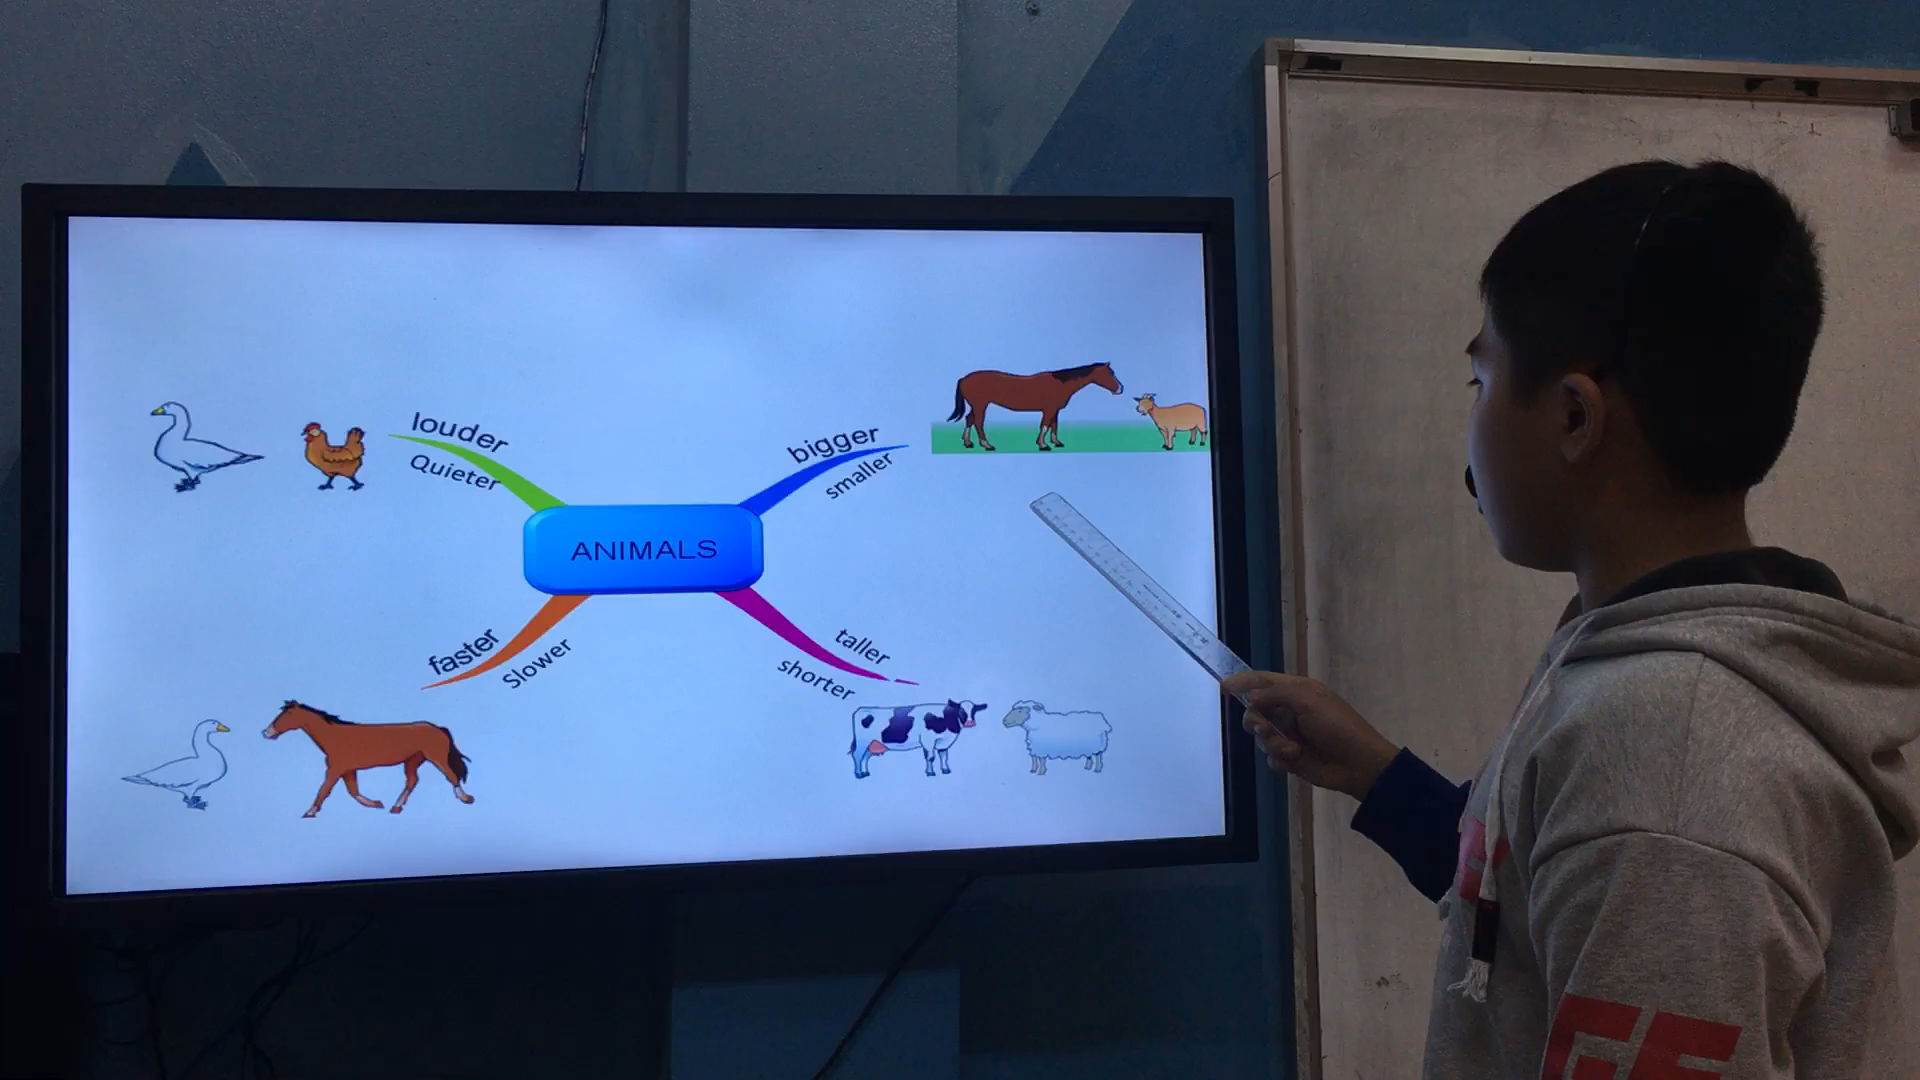 louder
Quieter
bigger
smaller
ANIMALS
faster
Slower
taller
shorter